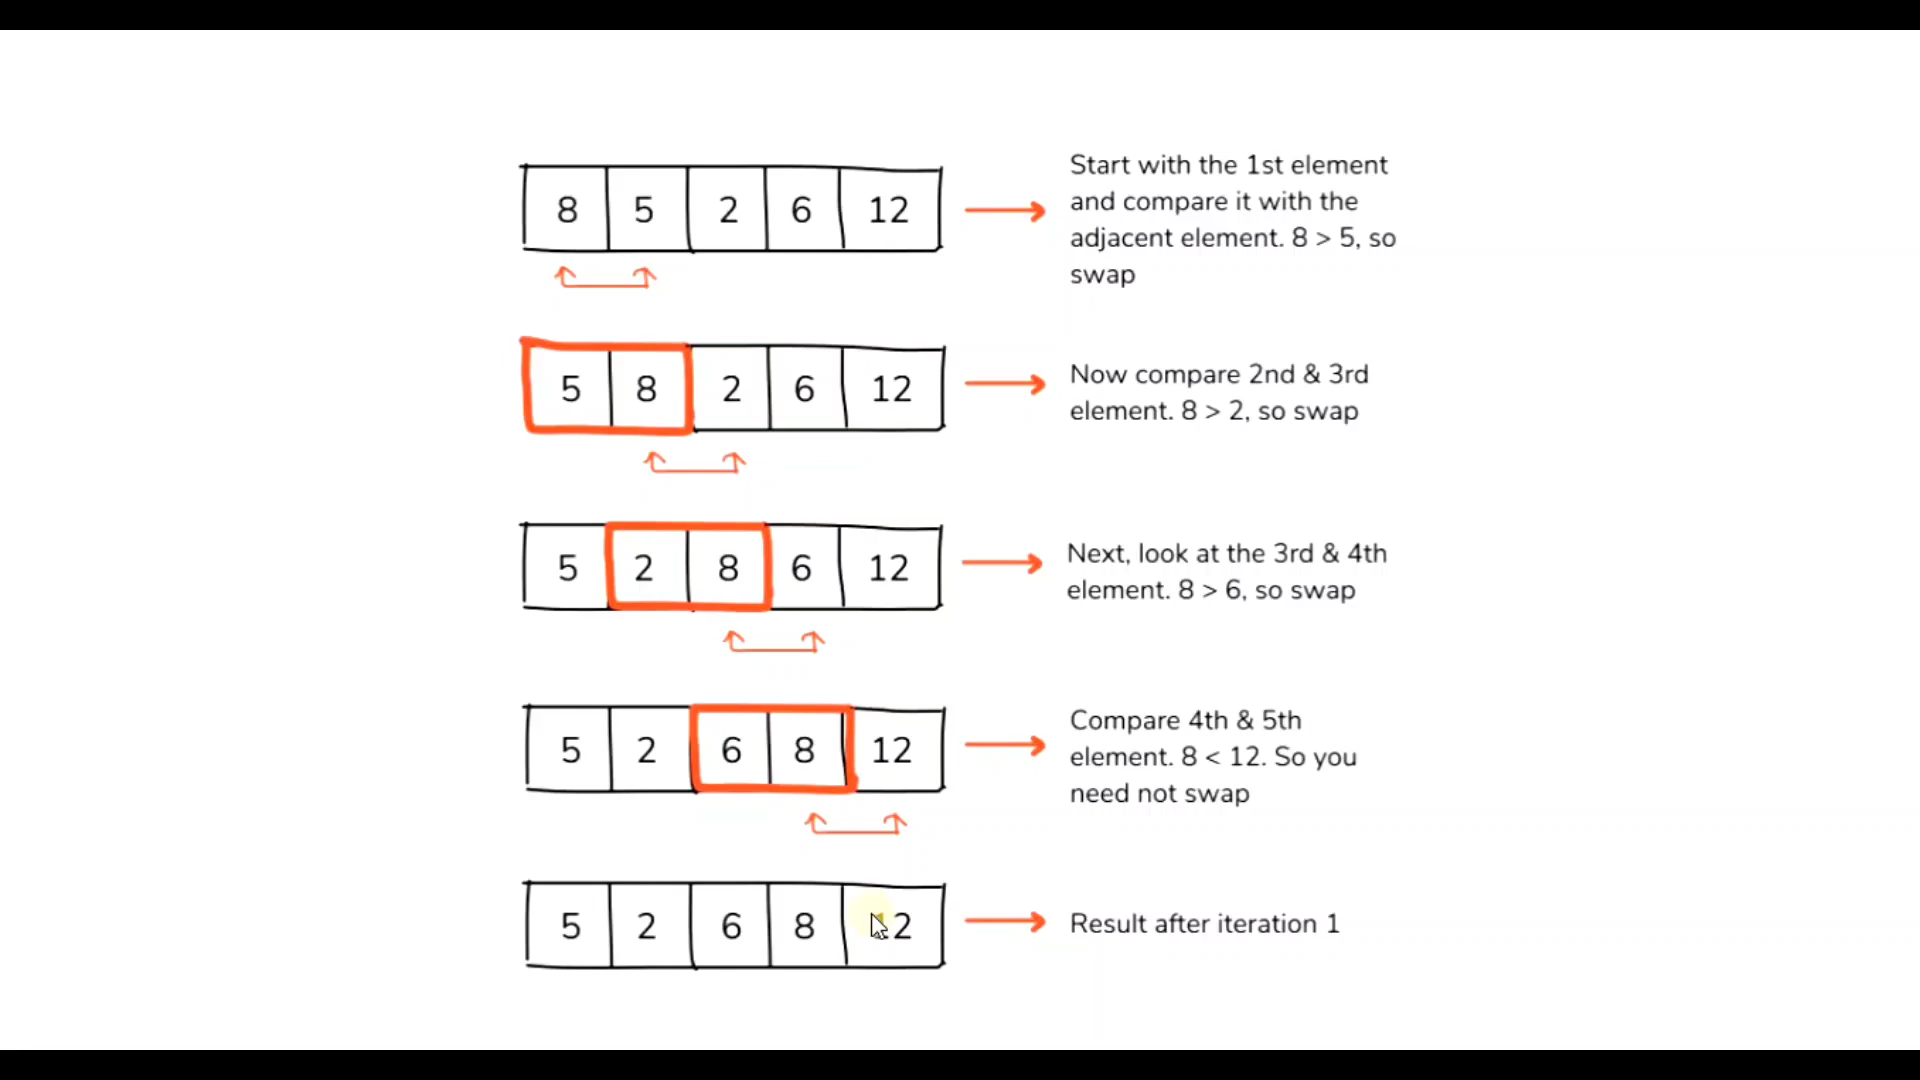 8 5 2 6 12
Start with the 1st element
and compare it with the
adjacent element. 8 > 5, so
swap
5 8 2 6 12
Now compare 2nd & 3rd
element. 8 > 2, so swap
5 2 8 6 12
Next, look at the 3rd & 4th
element. 8 > 6, so swap
5 2 6 8 12
Compare 4th & 5th
element. 8 < 12. So you
need not swap
5 2 6 8 2
Result after iteration 1